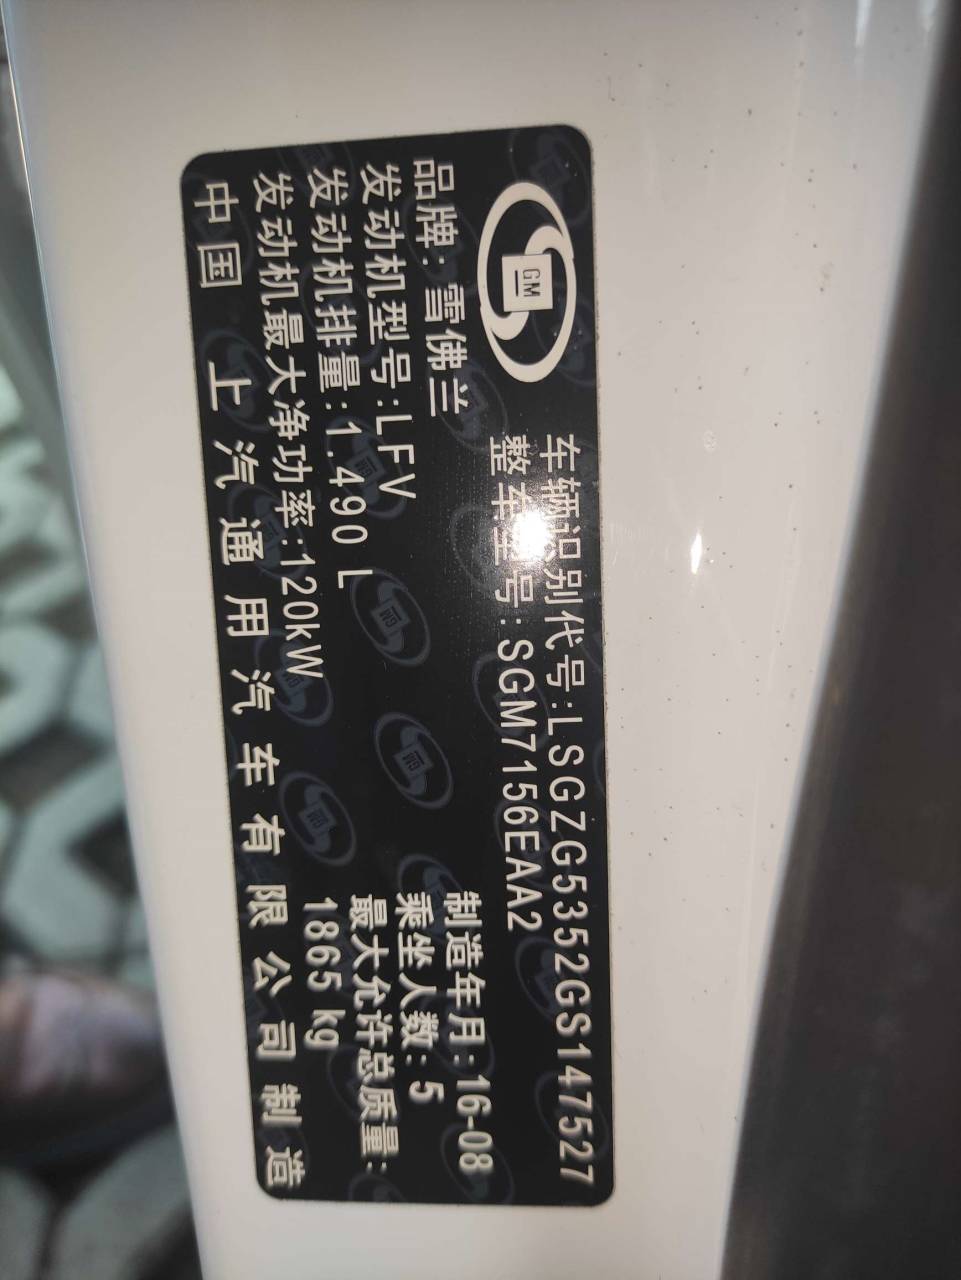 GM
车辆识别代号:LSGZG5352GS147527
整车型号:SGM7156EAA2
品牌:雪佛兰
制造年月:16-08
发动机型号:LFV
乘坐人数:5
发动机排量:1.490 L
最大允许总质量:
1865 kg
发动机最大净功率:120kW
中国 上汽通用汽车有限公司制造